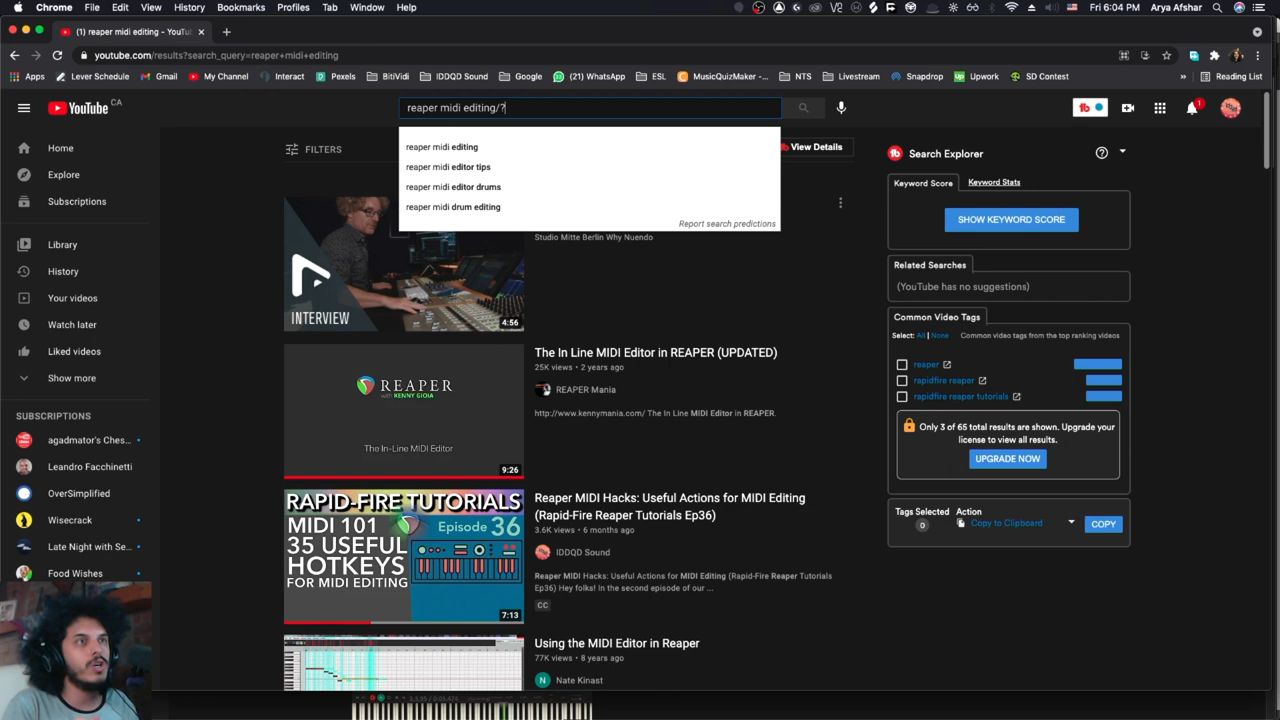 Chrome File Edit View History Bookmarks Profiles Tab Window Help
Fri 6:04 PM Arya Afshar
(1) reaper midi editing - YouTu
youtube.com/results?search_query=reaper+midi+editing
Apps Lever Schedule Gmail My Channel Interact Pexels BitiVidi IDDQD Sound Google (21) WhatsApp ESL MusicQuizMaker -... NTS Livestream Snapdrop Upwork SD Content » Reading List
YouTube CA
reaper midi editing/?
1
reaper midi editing
reaper midi editor tips
reaper midi editor drums
reaper midi drum editing
Report search predictions
FILTERS
View Details
Home
Explore
Subscriptions
Library
History
Your videos
Watch later
Liked videos
Show more
SUBSCRIPTIONS
agadmator's Ches...
Leandro Facchinetti
OverSimplified
Wisecrack
Late Night with Se...
Food Wishes
INTERVIEW
4:56
Studio Mitte Berlin Why Nuendo
REAPER
with KENNY GIOIA
The In-Line MIDI Editor
9:26
The In Line MIDI Editor in REAPER (UPDATED)
25K views • 2 years ago
REAPER Mania
http://www.kennymania.com/ The In Line MIDI Editor in REAPER.
RAPID-FIRE TUTORIALS
MIDI 101 Episode 36
35 USEFUL
HOTKEYS
FOR MIDI EDITING
7:13
Reaper MIDI Hacks: Useful Actions for MIDI Editing
(Rapid-Fire Reaper Tutorials Ep36)
3.6K views • 6 months ago
IDDQD Sound
Reaper MIDI Hacks: Useful Actions for MIDI Editing (Rapid-Fire Reaper Tutorials
Ep36) Hey folks! In the second episode of our ...
CC
Using the MIDI Editor in Reaper
77K views • 8 years ago
N Nate Kinast
Search Explorer
Keyword Score Keyword Stats
SHOW KEYWORD SCORE
Related Searches
(YouTube has no suggestions)
Common Video Tags
Select: All | None Common video tags from the top ranking videos
reaper
rapidfire reaper
rapidfire reaper tutorials
Only 3 of 65 total results are shown. Upgrade your
license to view all results.
UPGRADE NOW
Tags Selected Action
0 Copy to Clipboard COPY